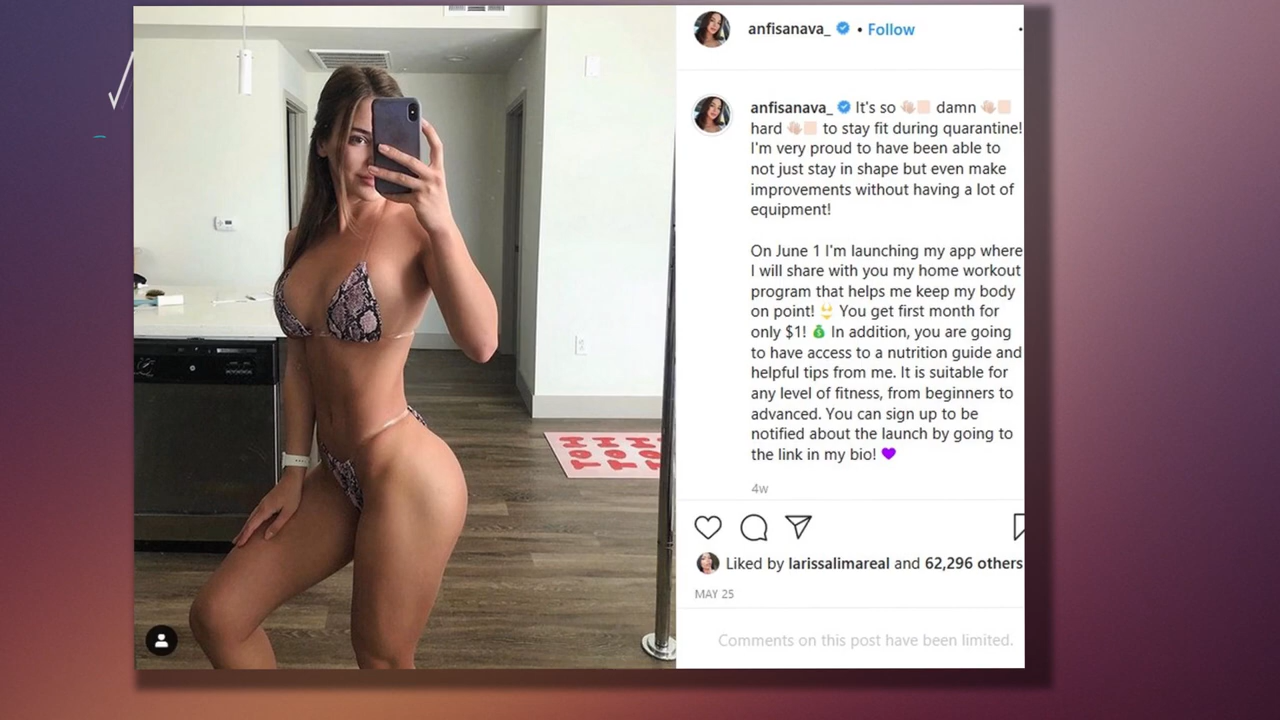 anfisanava_ • Follow
anfisanava_ It's so 👋🏻 damn 👋🏻
hard 👋🏻 to stay fit during quarantine!
I'm very proud to have been able to
not just stay in shape but even make
improvements without having a lot of
equipment!
On June 1 I'm launching my app where
I will share with you my home workout
program that helps me keep my body
on point! 👙 You get first month for
only $1! 💰 In addition, you are going
to have access to a nutrition guide and
helpful tips from me. It is suitable for
any level of fitness, from beginners to
advanced. You can sign up to be
notified about the launch by going to
the link in my bio! 💜
4w
Liked by larissalimareal and 62,296 others
MAY 25
Comments on this post have been limited.